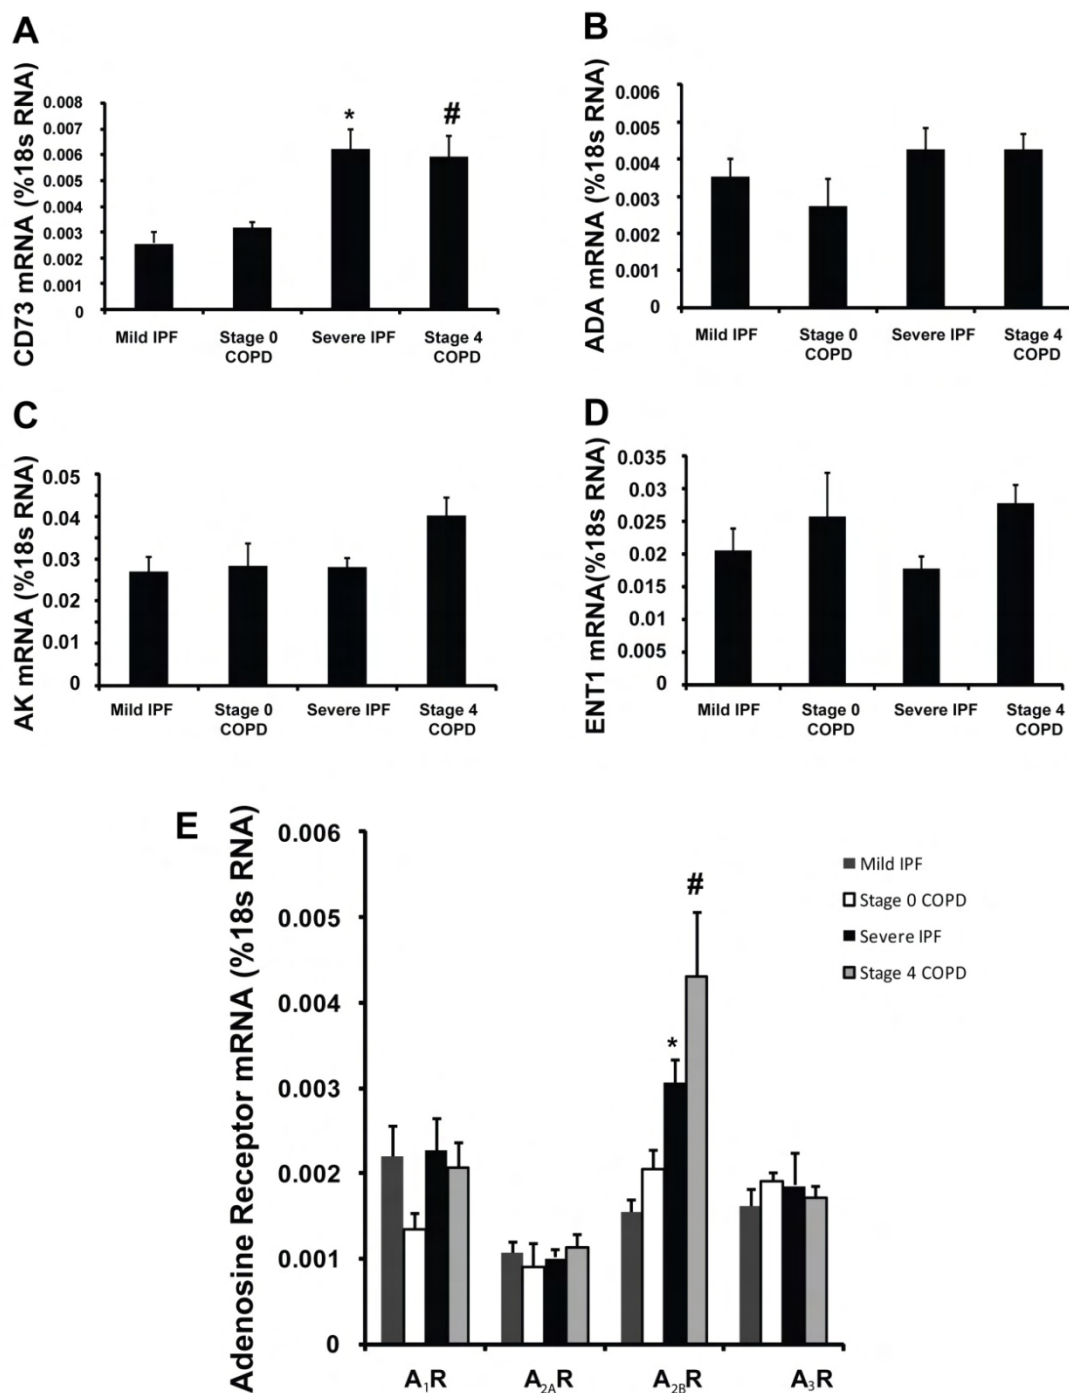 A
CD73 mRNA (%18s RNA)
0.008
0.007
0.006
0.005
0.004
0.003
0.002
0.001
0
*
#
Mild IPF
Stage 0
COPD
Severe IPF
Stage 4
COPD
B
ADA mRNA (%18s RNA)
0.006
0.005
0.004
0.003
0.002
0.001
0
Mild IPF
Stage 0
COPD
Severe IPF
Stage 4
COPD
C
AK mRNA (%18s RNA)
0.05
0.04
0.03
0.02
0.01
0
Mild IPF
Stage 0
COPD
Severe IPF
Stage 4
COPD
D
ENT1 mRNA(%18s RNA)
0.035
0.03
0.025
0.02
0.015
0.01
0.005
0
Mild IPF
Stage 0
COPD
Severe IPF
Stage 4
COPD
E
Adenosine Receptor mRNA (%18s RNA)
0.006
0.005
0.004
0.003
0.002
0.001
0
*
#
Mild IPF
Stage 0 COPD
Severe IPF
Stage 4 COPD
A₁R
A₂ₐR
A₂BR
A₃R